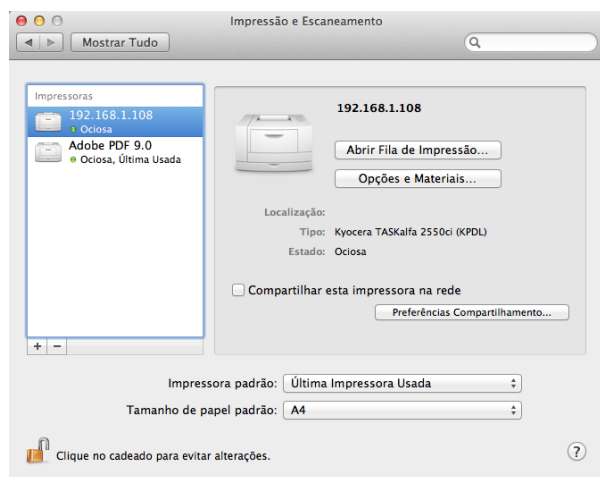 Impressão e Escaneamento
Mostrar Tudo
Impressoras
192.168.1.108
Ociosa
Adobe PDF 9.0
Ociosa, Última Usada
192.168.1.108
Abrir Fila de Impressão...
Opções e Materiais...
Localização:
Tipo: Kyocera TASKalfa 2550ci (KPDL)
Estado: Ociosa
Compartilhar esta impressora na rede
Preferências Compartilhamento...
+ −
Impressora padrão: Última Impressora Usada
Tamanho de papel padrão: A4
Clique no cadeado para evitar alterações.
?